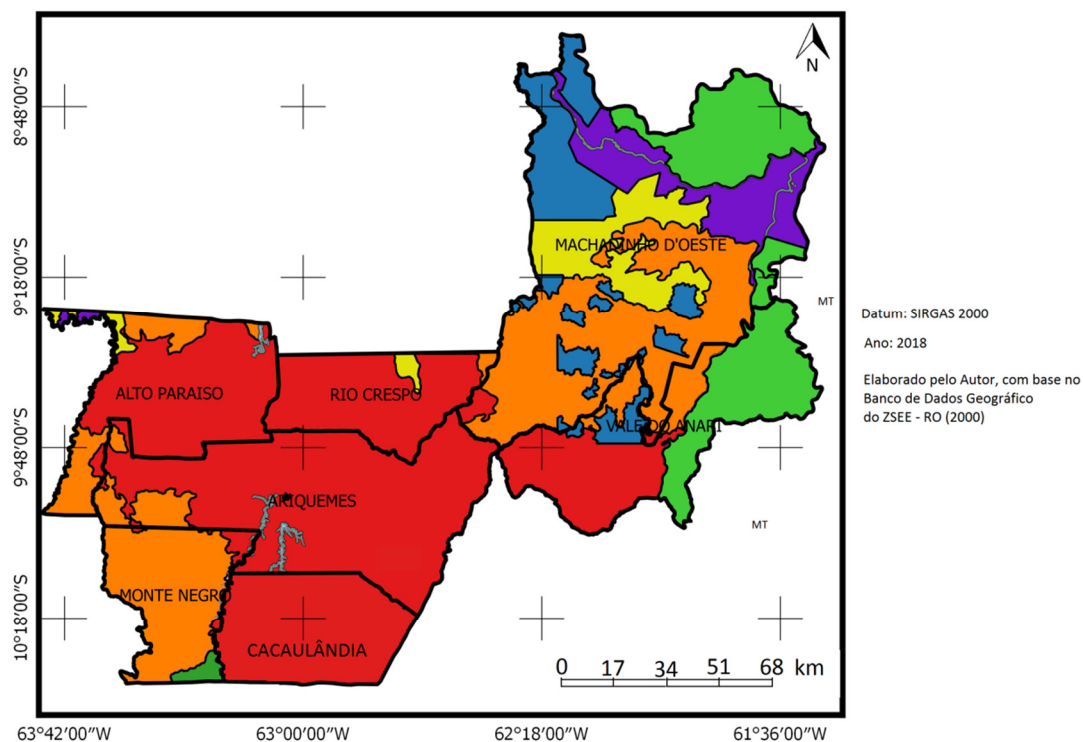 N
8°48'00"S
9°18'00"S
9°48'00"S
10°18'00"S
MACHADINHO D'OESTE
MT
ALTO PARAISO
RIO CRESPO
VALE DO ANARI
ARIQUEMES
MT
MONTE NEGRO
CACAULÂNDIA
0 17 34 51 68 km
63°42'00"W 63°00'00"W 62°18'00"W 61°36'00"W
Datum: SIRGAS 2000
Ano: 2018
Elaborado pelo Autor, com base no
Banco de Dados Geográfico
do ZSEE - RO (2000)